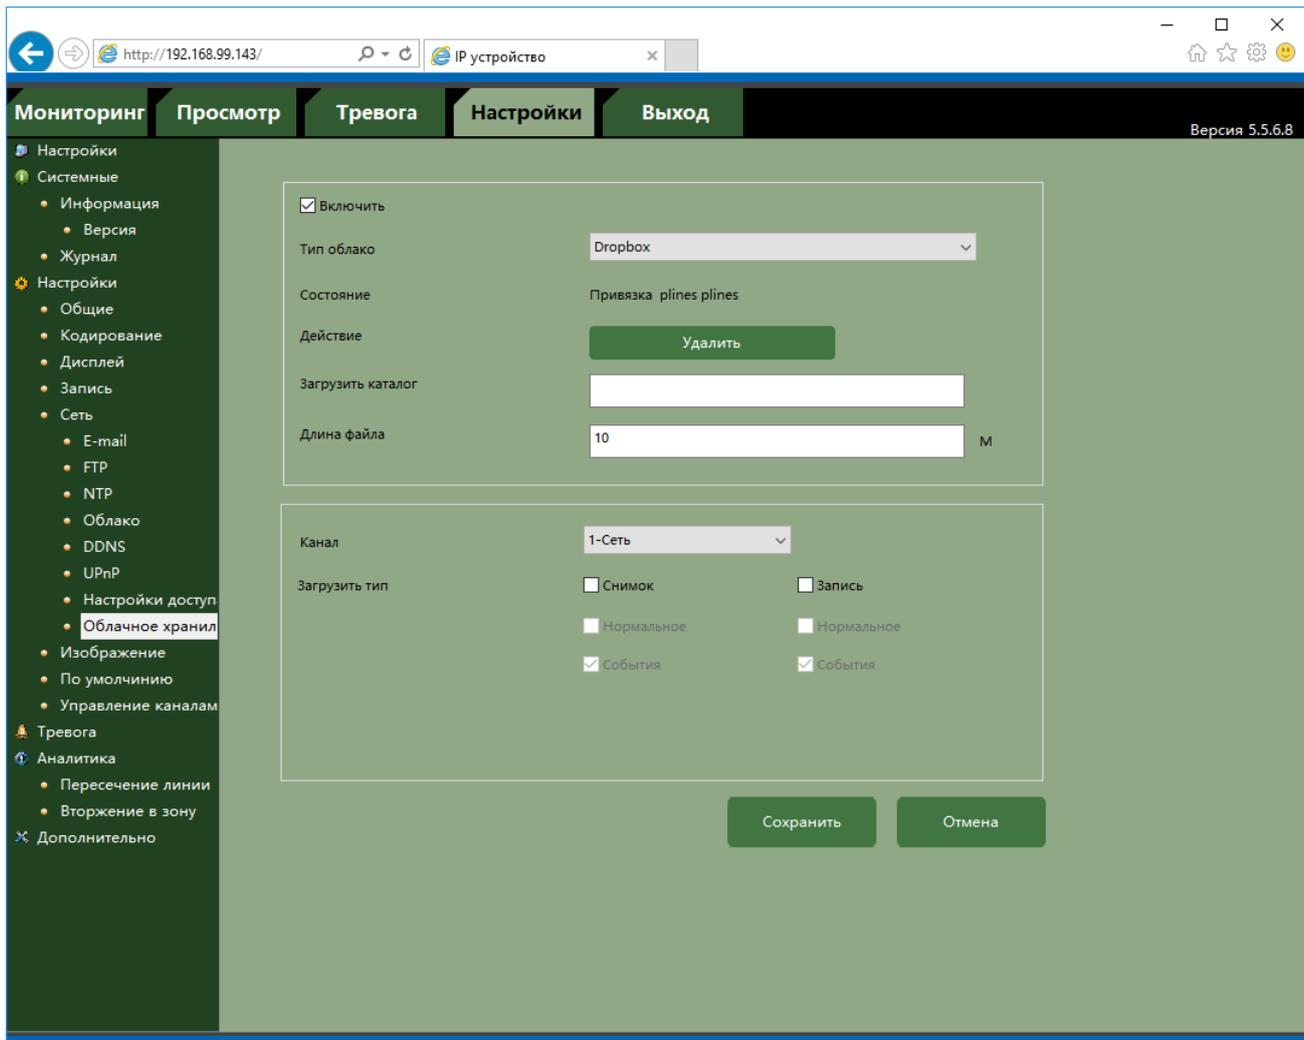 http://192.168.99.143/
IP устройство
Мониторинг Просмотр Тревога Настройки Выход
Версия 5.5.6.8
Настройки
Системные
Информация
Версия
Журнал
Настройки
Общие
Кодирование
Дисплей
Запись
Сеть
E-mail
FTP
NTP
Облако
DDNS
UPnP
Настройки доступ
Облачное хранил
Изображение
По умолчинию
Управление каналам
Тревога
Аналитика
Пересечение линии
Вторжение в зону
Дополнительно
Включить
Тип облако Dropbox
Состояние Привязка plines plines
Действие Удалить
Загрузить каталог
Длина файла 10 М
Канал 1-Сеть
Загрузить тип Снимок Запись
Нормальное Нормальное
События События
Сохранить Отмена